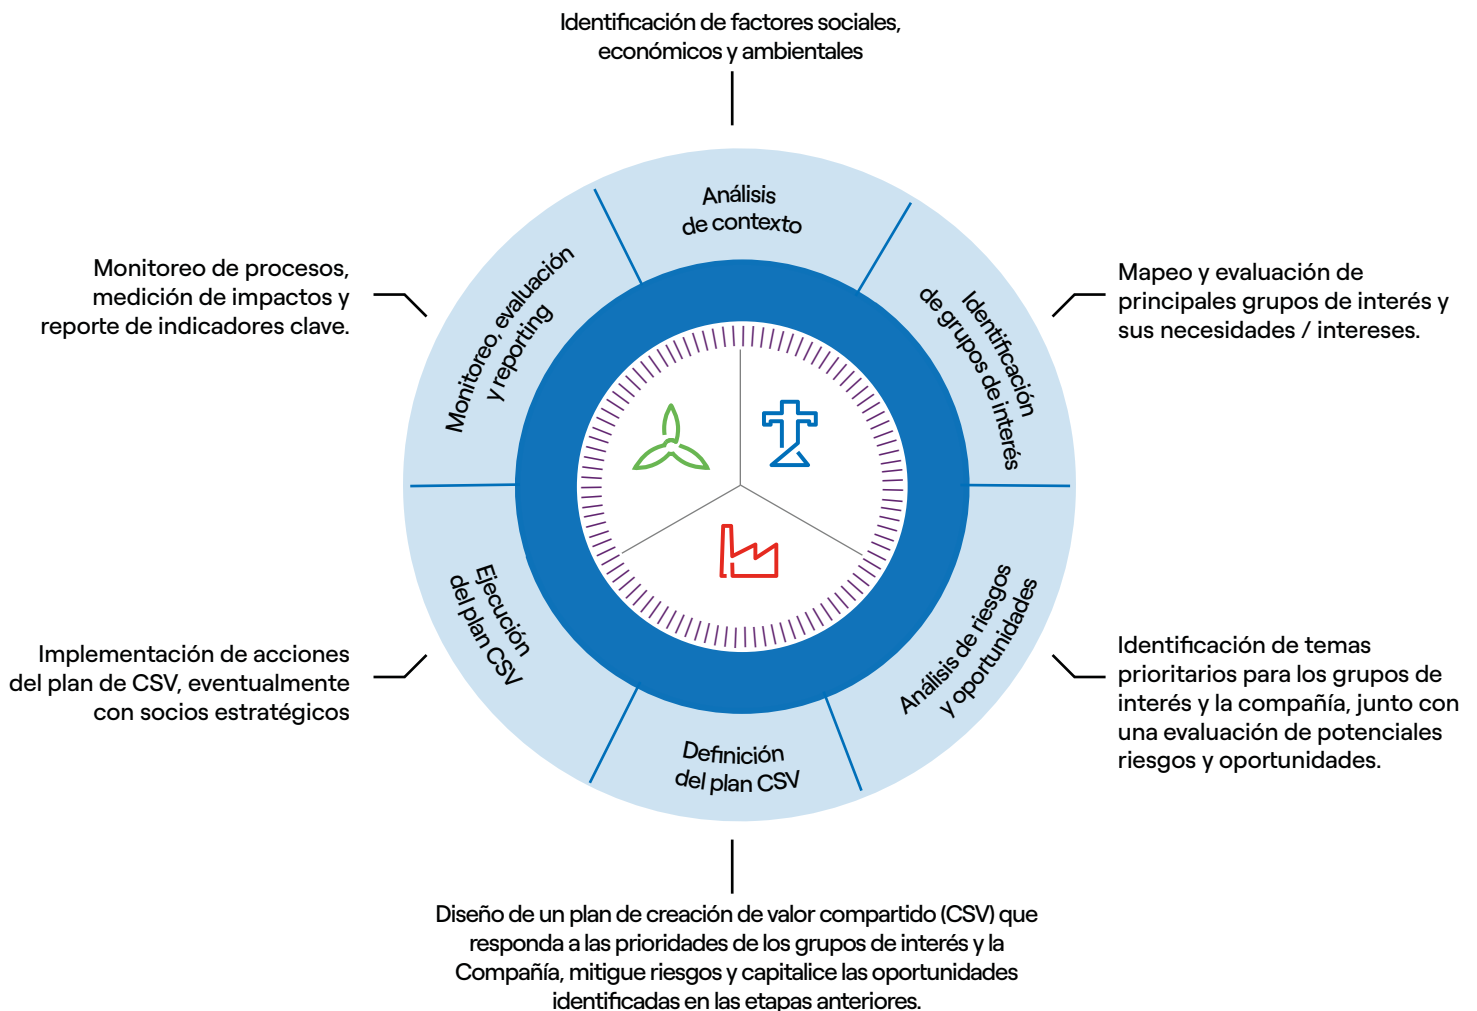 Identificación de factores sociales,
económicos y ambientales
Análisis
de contexto
Identificación
de grupos de interés
Mapeo y evaluación de
principales grupos de interés y
sus necesidades / intereses.
Análisis de riesgos
y oportunidades
Identificación de temas
prioritarios para los grupos de
interés y la compañía, junto con
una evaluación de potenciales
riesgos y oportunidades.
Definición
del plan CSV
Diseño de un plan de creación de valor compartido (CSV) que
responda a las prioridades de los grupos de interés y la
Compañía, mitigue riesgos y capitalice las oportunidades
identificadas en las etapas anteriores.
Ejecución
del plan CSV
Implementación de acciones
del plan de CSV, eventualmente
con socios estratégicos
Monitoreo, evaluación
y reporting
Monitoreo de procesos,
medición de impactos y
reporte de indicadores clave.